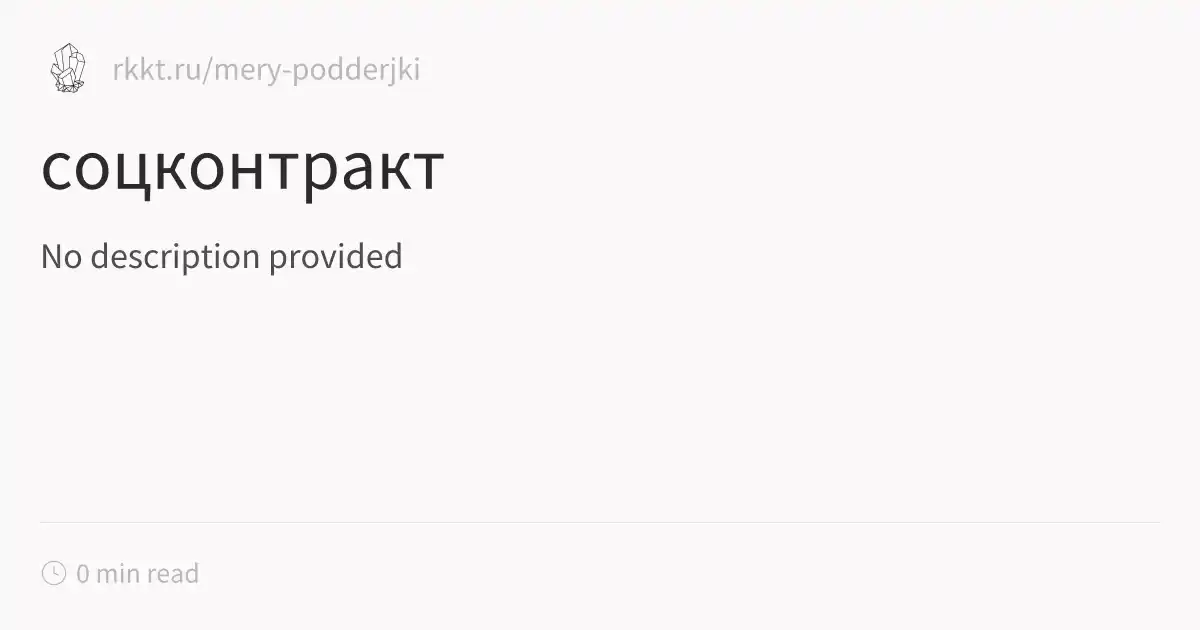 rkkt.ru/mery-podderjki
соцконтракт
No description provided
0 min read